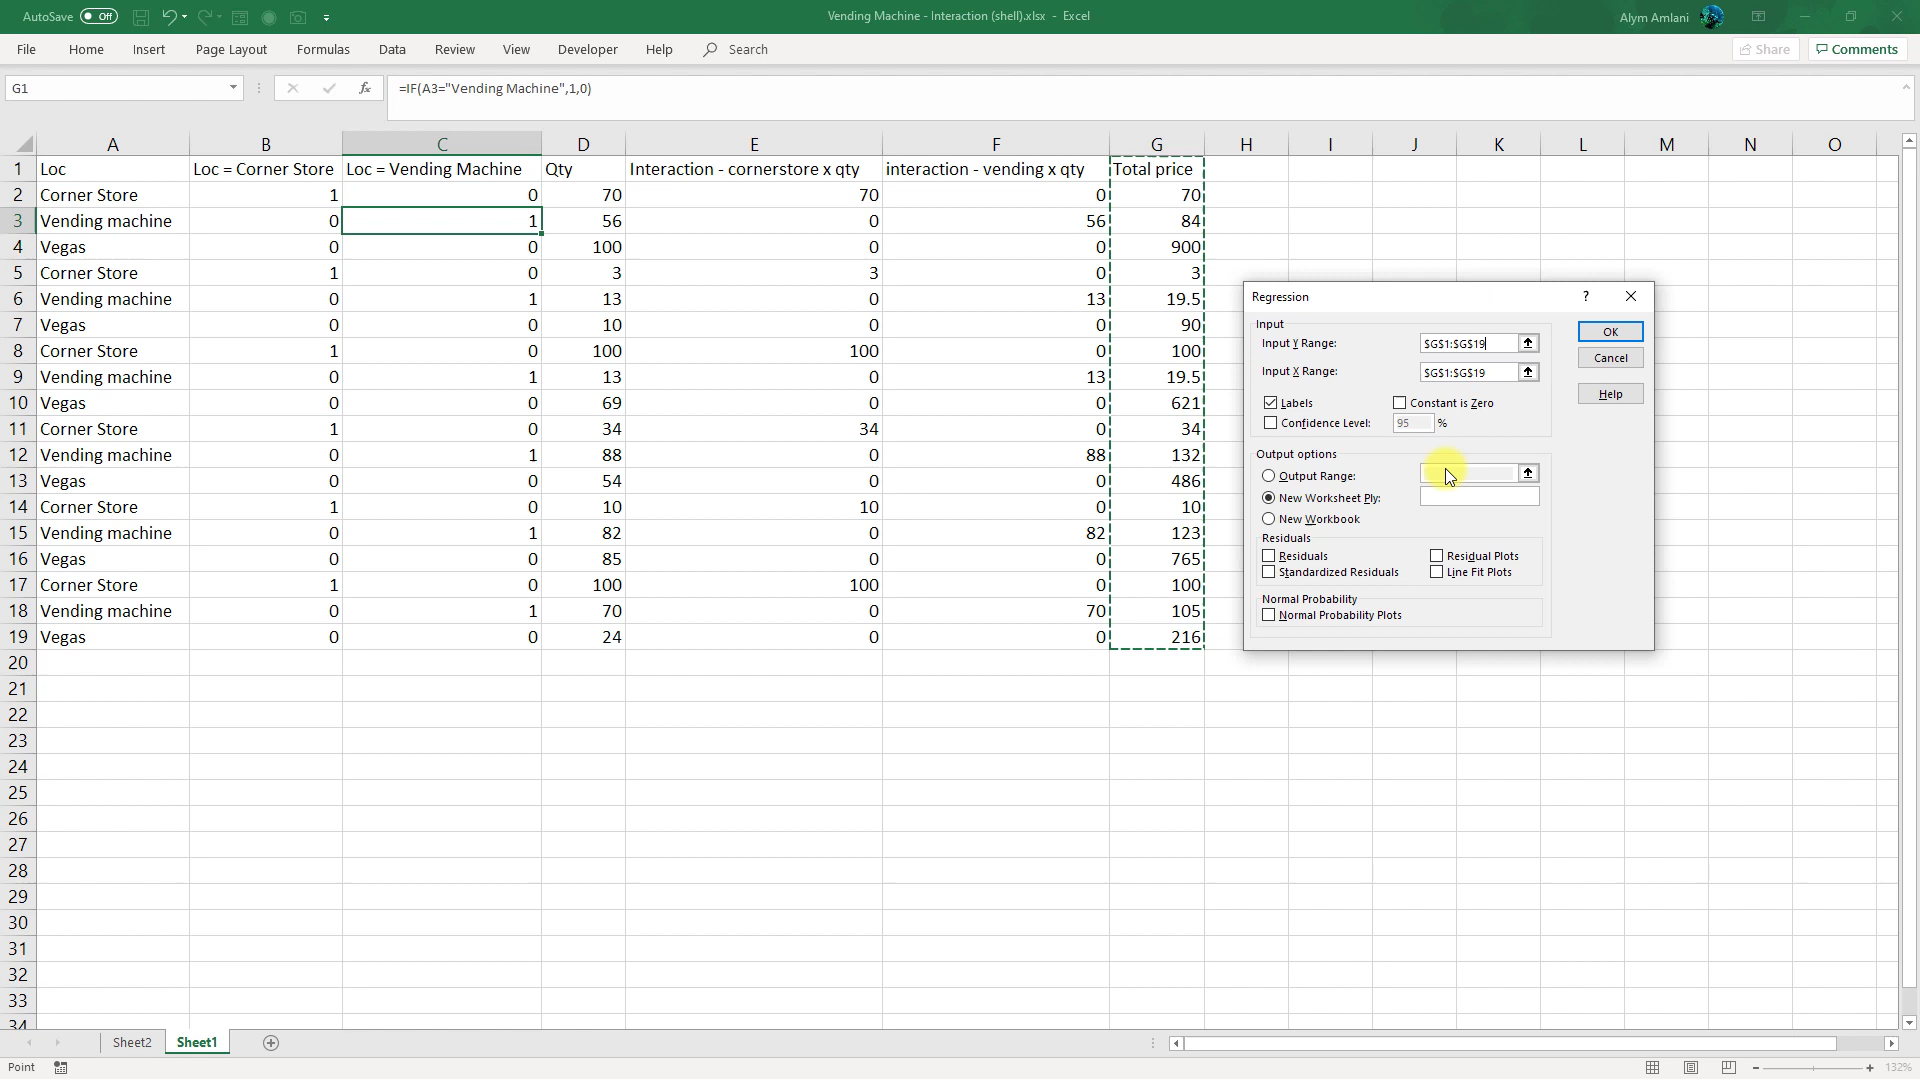 AutoSave Off Vending Machine - Interaction (shell).xlsx - Excel Alym Amlani
File Home Insert Page Layout Formulas Data Review View Developer Help Search Share Comments
G1 fx =IF(A3="Vending Machine",1,0)
A B C D E F G H I J K L M N O
1 Loc Loc = Corner Store Loc = Vending Machine Qty Interaction - cornerstore x qty interaction - vending x qty Total price
2 Corner Store 1 0 70 70 0 70
3 Vending machine 0 1 56 0 56 84
4 Vegas 0 0 100 0 0 900
5 Corner Store 1 0 3 3 0 3
6 Vending machine 0 1 13 0 13 19.5
7 Vegas 0 0 10 0 0 90
8 Corner Store 1 0 100 100 0 100
9 Vending machine 0 1 13 0 13 19.5
10 Vegas 0 0 69 0 0 621
11 Corner Store 1 0 34 34 0 34
12 Vending machine 0 1 88 0 88 132
13 Vegas 0 0 54 0 0 486
14 Corner Store 1 0 10 10 0 10
15 Vending machine 0 1 82 0 82 123
16 Vegas 0 0 85 0 0 765
17 Corner Store 1 0 100 100 0 100
18 Vending machine 0 1 70 0 70 105
19 Vegas 0 0 24 0 0 216
20
21
22
23
24
25
26
27
28
29
30
31
32
33
34
Regression ?
Input
OK
Input Y Range: $G$1:$G$19
Cancel
Input X Range: $G$1:$G$19
Help
Labels Constant is Zero
Confidence Level: 95 %
Output options
Output Range:
New Worksheet Ply:
New Workbook
Residuals
Residuals Residual Plots
Standardized Residuals Line Fit Plots
Normal Probability
Normal Probability Plots
Sheet2 Sheet1
Point 132%